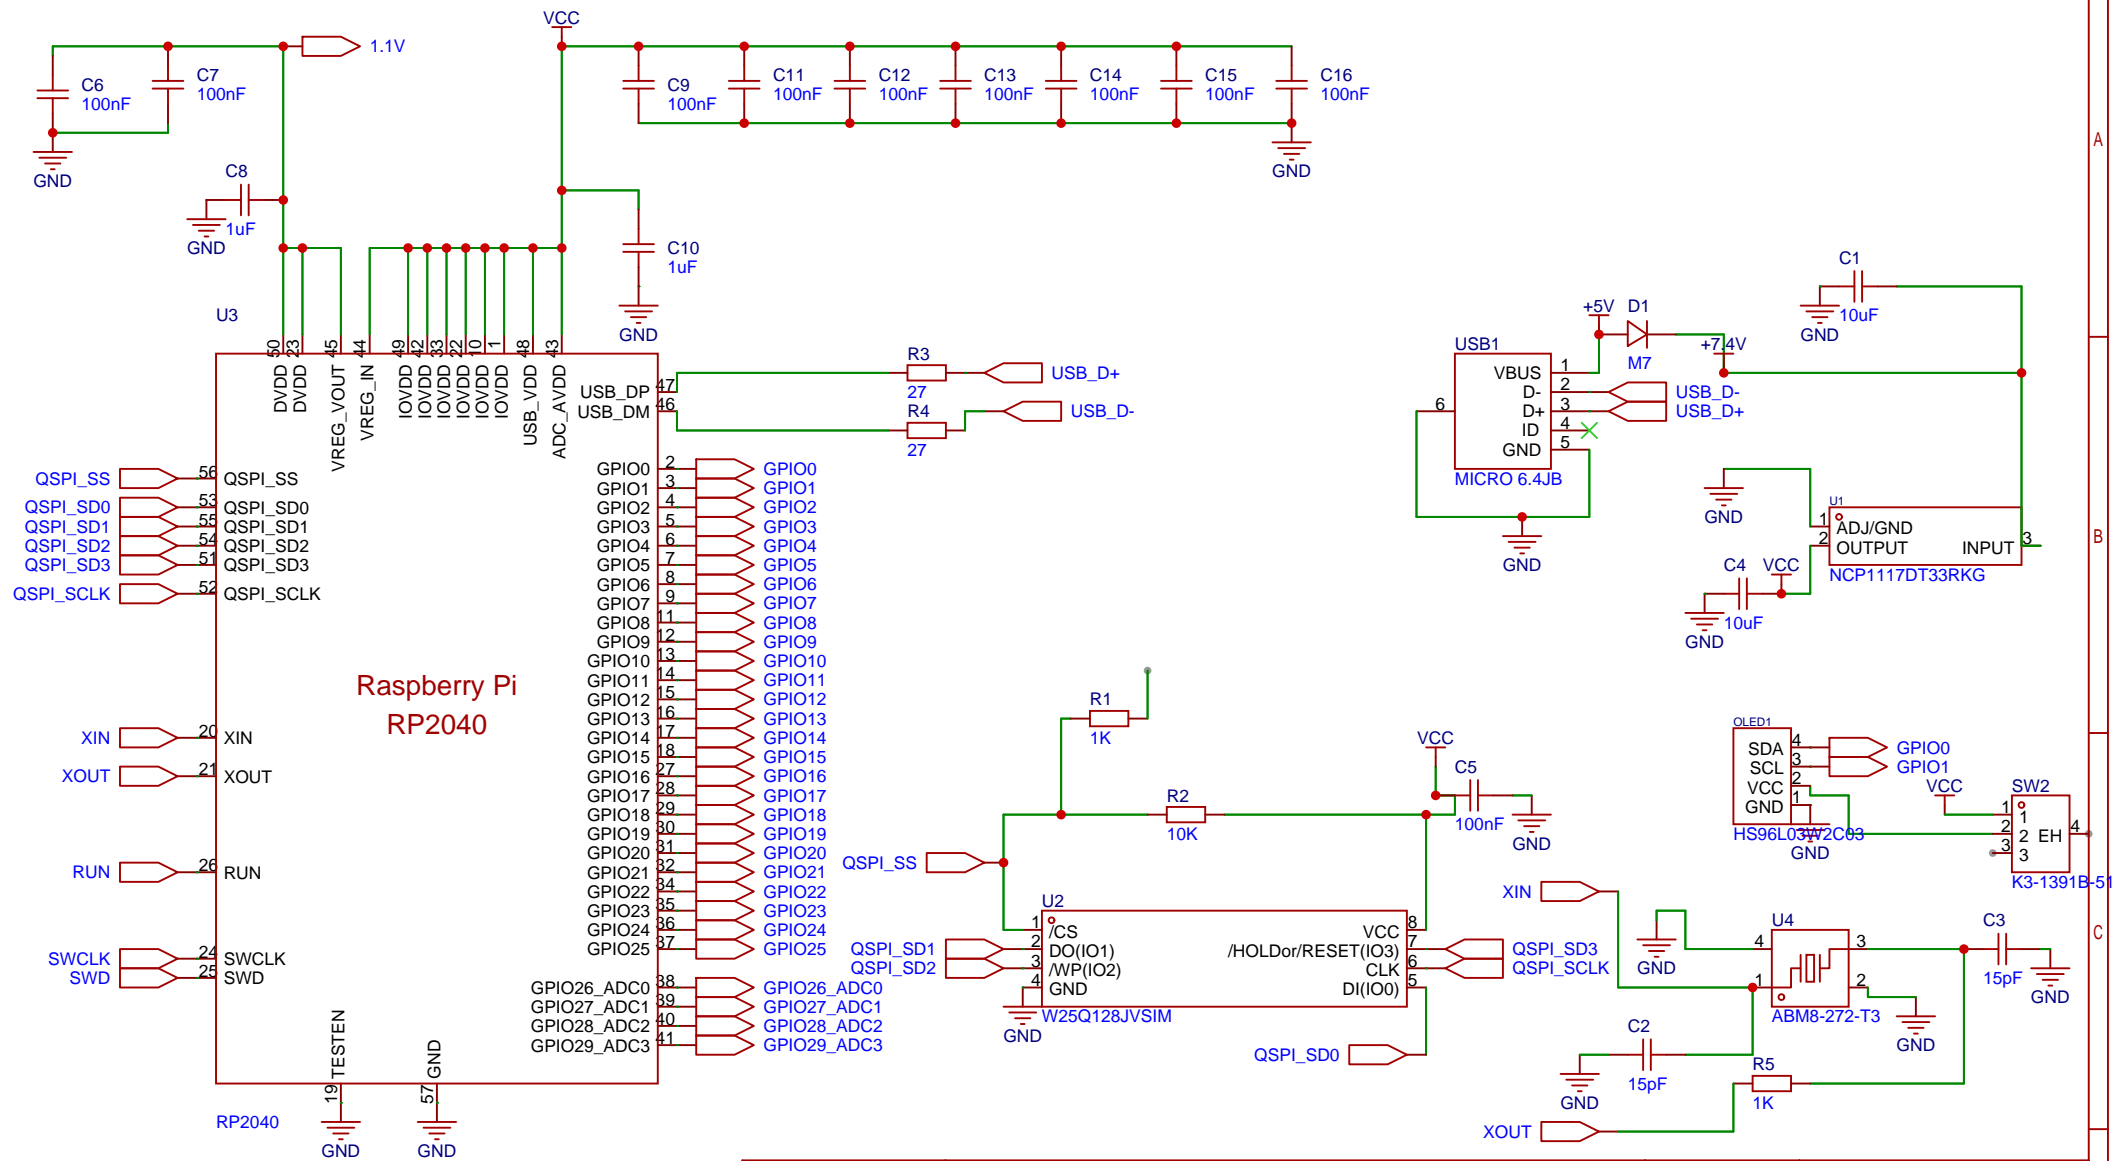 VCC
1.1V
C6
100nF
C7
100nF
C9
100nF
C11
100nF
C12
100nF
C13
100nF
C14
100nF
C15
100nF
C16
100nF
GND
GND
A
C8
1uF
GND
C10
1uF
GND
U3
50
23
45
44
49
42
33
22
10
1
48
43
DVDD
DVDD
VREG_VOUT
VREG_IN
IOVDD
IOVDD
IOVDD
IOVDD
IOVDD
IOVDD
USB_VDD
ADC_AVDD
USB_DP 47
USB_DM 46
R3
27
USB_D+
R4
27
USB_D-
QSPI_SS 56 QSPI_SS
QSPI_SD0 53 QSPI_SD0
QSPI_SD1 55 QSPI_SD1
QSPI_SD2 54 QSPI_SD2
QSPI_SD3 51 QSPI_SD3
QSPI_SCLK 52 QSPI_SCLK
XIN 20 XIN
XOUT 21 XOUT
RUN 26 RUN
SWCLK 24 SWCLK
SWD 25 SWD
Raspberry Pi
RP2040
GPIO0 2 GPIO0
GPIO1 3 GPIO1
GPIO2 4 GPIO2
GPIO3 5 GPIO3
GPIO4 6 GPIO4
GPIO5 7 GPIO5
GPIO6 8 GPIO6
GPIO7 9 GPIO7
GPIO8 11 GPIO8
GPIO9 12 GPIO9
GPIO10 13 GPIO10
GPIO11 14 GPIO11
GPIO12 15 GPIO12
GPIO13 16 GPIO13
GPIO14 17 GPIO14
GPIO15 18 GPIO15
GPIO16 27 GPIO16
GPIO17 28 GPIO17
GPIO18 29 GPIO18
GPIO19 30 GPIO19
GPIO20 31 GPIO20
GPIO21 32 GPIO21
GPIO22 34 GPIO22
GPIO23 35 GPIO23
GPIO24 36 GPIO24
GPIO25 37 GPIO25
GPIO26_ADC0 38 GPIO26_ADC0
GPIO27_ADC1 39 GPIO27_ADC1
GPIO28_ADC2 40 GPIO28_ADC2
GPIO29_ADC3 41 GPIO29_ADC3
19 TESTEN
57 GND
RP2040
GND
GND
C1
10uF
GND
+5V
D1
M7
+7.4V
USB1
VBUS 1
D- 2 USB_D-
D+ 3 USB_D+
ID 4
GND 5
6
MICRO 6.4JB
GND
GND
U1
1 ADJ/GND
2 OUTPUT
INPUT 3
NCP1117DT33RKG
B
C4
10uF
VCC
GND
R1
1K
R2
10K
VCC
C5
100nF
GND
QSPI_SS
U2
1 /CS
QSPI_SD1 2 DO(IO1)
QSPI_SD2 3 /WP(IO2)
4 GND
VCC 8
/HOLDor/RESET(IO3) 7 QSPI_SD3
CLK 6 QSPI_SCLK
DI(IO0) 5
W25Q128JVSIM
GND
QSPI_SD0
OLED1
SDA 4 GPIO0
SCL 3 GPIO1
VCC 2
GND 1
HS96L03W2C03
GND
VCC
SW2
1 1
2 2
3 3
EH 4
K3-1391B-51
C
XIN
GND
U4
4
3
1
2
ABM8-272-T3
C3
15pF
GND
GND
C2
15pF
GND
R5
1K
XOUT